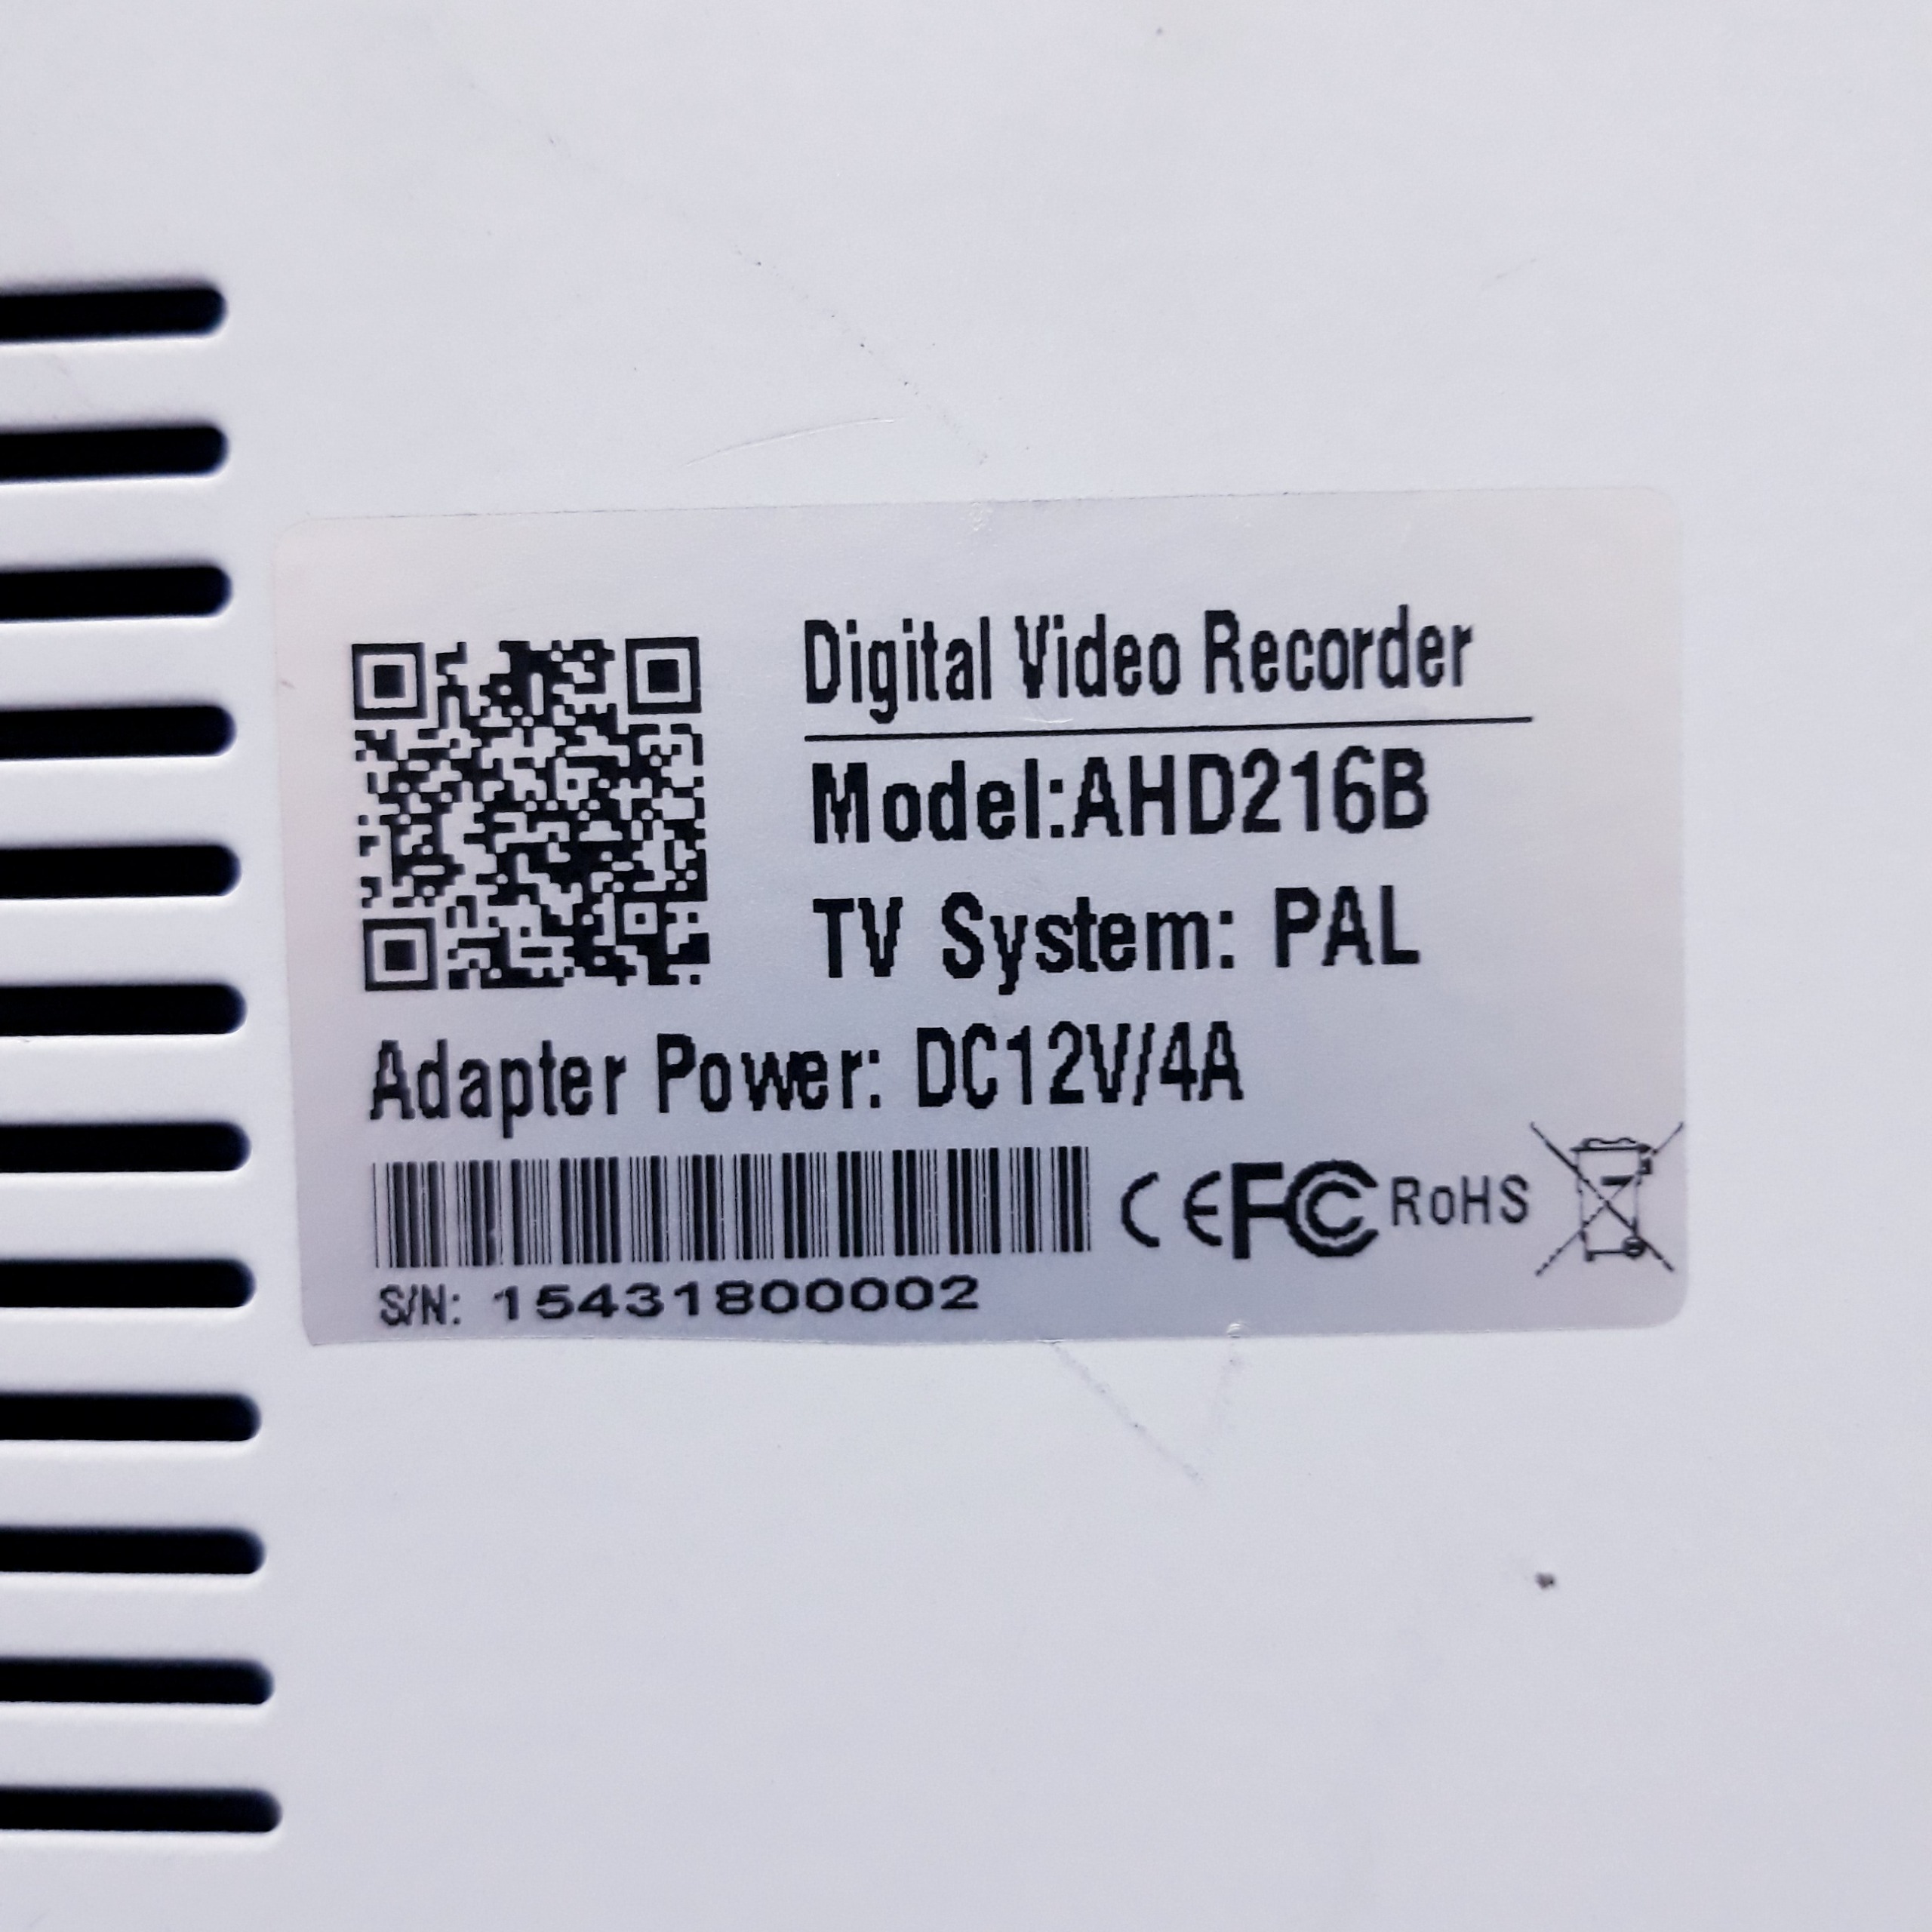 Digital Video Recorder
Model:AHD216B
TV System: PAL
Adapter Power: DC12V/4A
CE FC RoHS
S/N: 15431800002